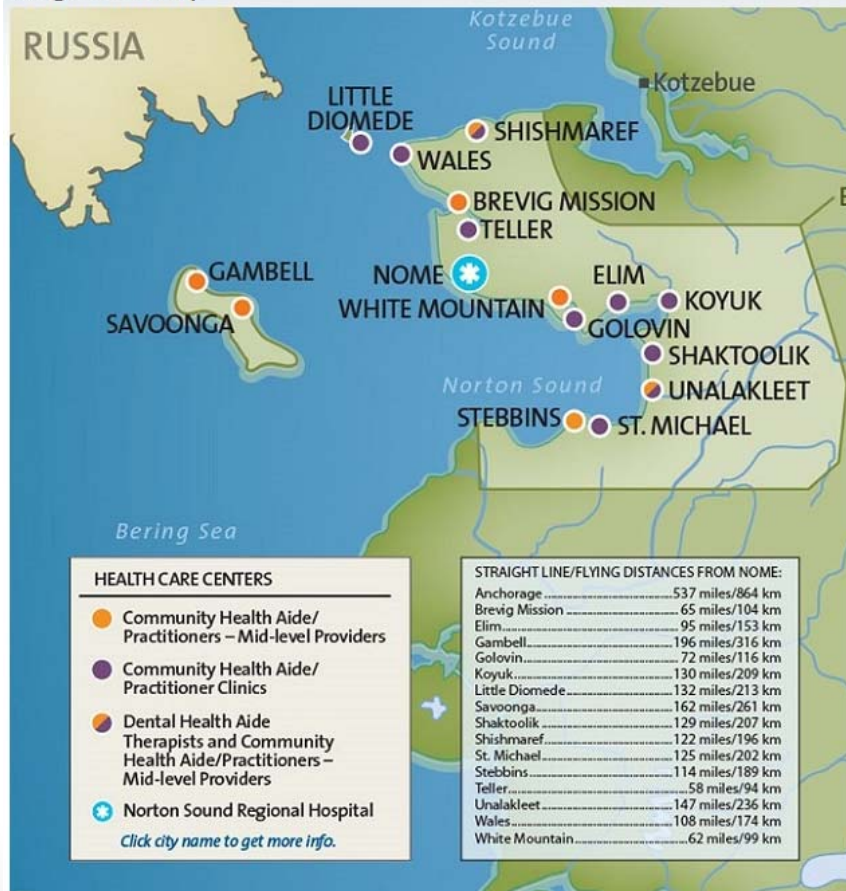 Kotzebue
Sound
RUSSIA
Kotzebue
LITTLE
DIOMEDE
SHISHMAREF
WALES
BREVIG MISSION
TELLER
GAMBELL
NOME
ELIM
WHITE MOUNTAIN
KOYUK
SAVOONGA
GOLOVIN
SHAKTOOLIK
Norton Sound
UNALAKLEET
STEBBINS
ST. MICHAEL
Bering Sea
HEALTH CARE CENTERS
Community Health Aide/
Practitioners – Mid-level Providers
Community Health Aide/
Practitioner Clinics
Dental Health Aide
Therapists and Community
Health Aide/Practitioners –
Mid-level Providers
Norton Sound Regional Hospital
Click city name to get more info.
STRAIGHT LINE/FLYING DISTANCES FROM NOME:
Anchorage.....537 miles/864 km
Brevig Mission.....65 miles/104 km
Elim.....95 miles/153 km
Gambell.....196 miles/316 km
Golovin.....72 miles/116 km
Koyuk.....130 miles/209 km
Little Diomede.....132 miles/213 km
Savoonga.....162 miles/261 km
Shaktoolik.....129 miles/207 km
Shishmaref.....122 miles/196 km
St. Michael.....125 miles/202 km
Stebbins.....114 miles/189 km
Teller.....58 miles/94 km
Unalakleet.....147 miles/236 km
Wales.....108 miles/174 km
White Mountain.....62 miles/99 km